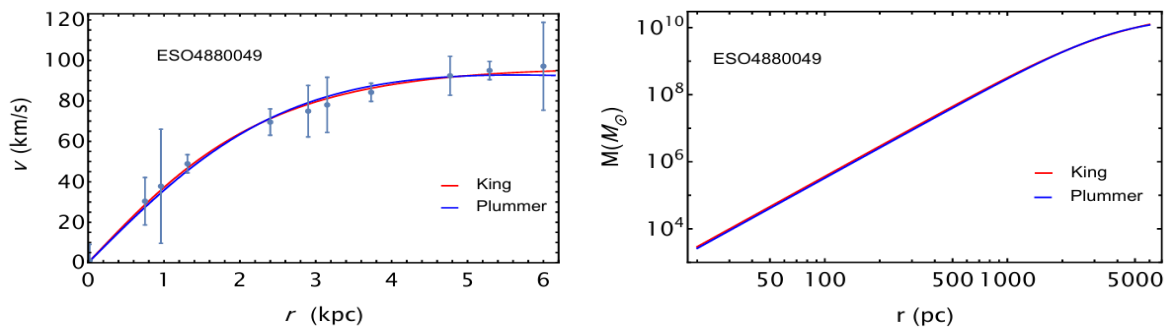 120
100
80
60
40
20
0
v (km/s)
ESO4880049
King
Plummer
0 1 2 3 4 5 6
r (kpc)
10^10
10^8
10^6
10^4
M(M⊙)
ESO4880049
King
Plummer
50 100 500 1000 5000
r (pc)